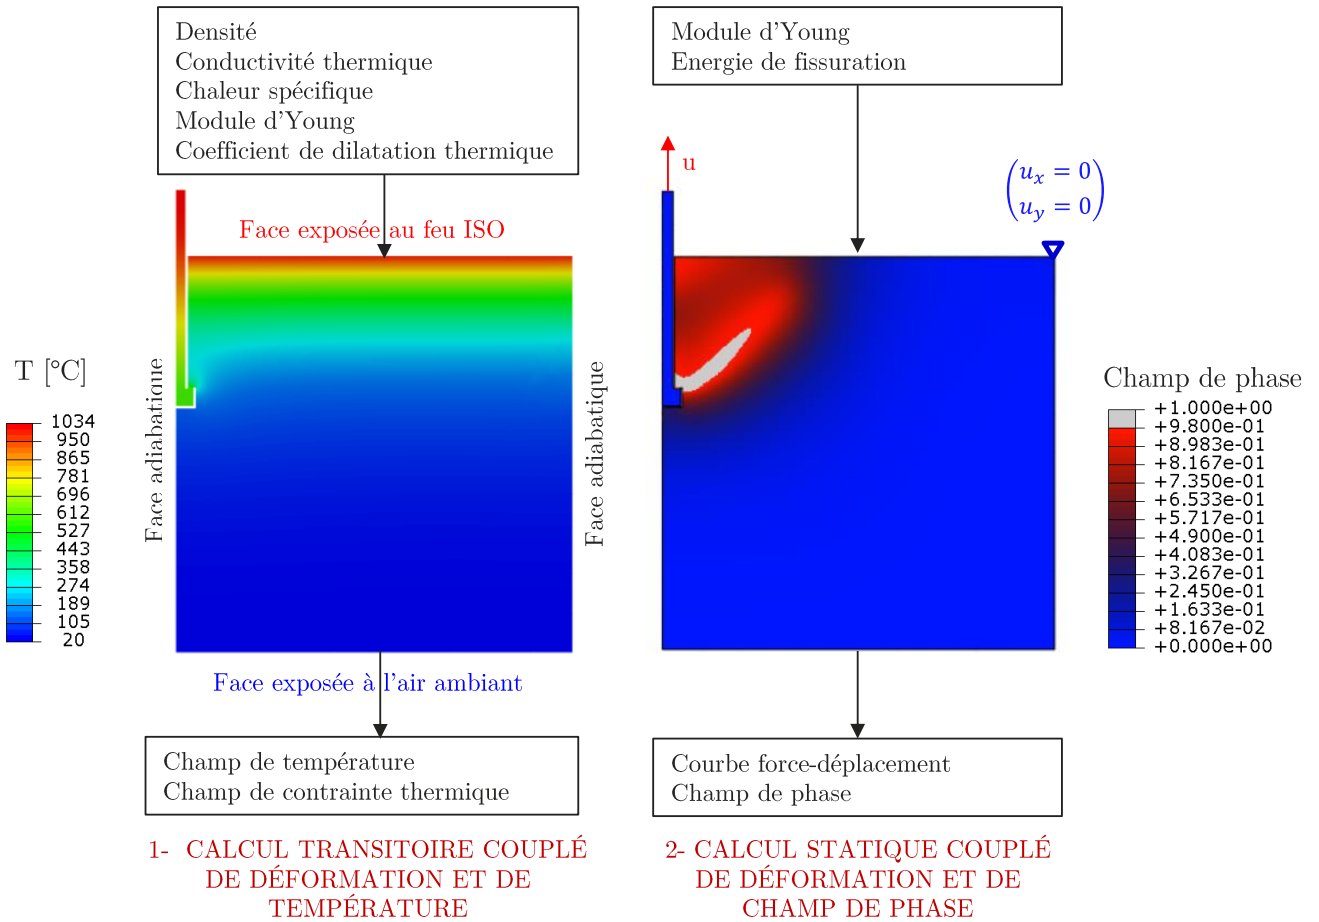 Densité
Conductivité thermique
Chaleur spécifique
Module d'Young
Coefficient de dilatation thermique
Face exposée au feu ISO
Face adiabatique
Face adiabatique
T [°C]
1034
950
865
781
696
612
527
443
358
274
189
105
20
Face exposée à l'air ambiant
Champ de température
Champ de contrainte thermique
1- CALCUL TRANSITOIRE COUPLÉ
DE DÉFORMATION ET DE
TEMPÉRATURE
Module d'Young
Energie de fissuration
u
u_x = 0
u_y = 0
Champ de phase
+1.000e+00
+9.800e-01
+8.983e-01
+8.167e-01
+7.350e-01
+6.533e-01
+5.717e-01
+4.900e-01
+4.083e-01
+3.267e-01
+2.450e-01
+1.633e-01
+8.167e-02
+0.000e+00
Courbe force-déplacement
Champ de phase
2- CALCUL STATIQUE COUPLÉ
DE DÉFORMATION ET DE
CHAMP DE PHASE